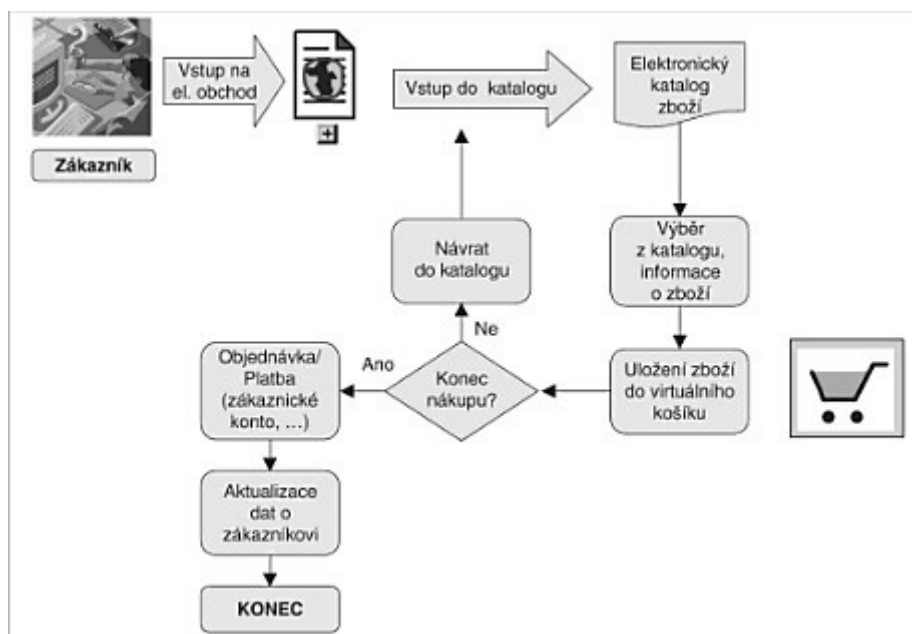 Vstup na
el. obchod
Zákazník
Vstup do katalogu
Elektronický
katalog
zboží
Výběr
z katalogu,
informace
o zboží
Uložení zboží
do virtuálního
košíku
Konec
nákupu?
Ne
Návrat
do katalogu
Ano
Objednávka/
Platba
(zákaznické
konto, ...)
Aktualizace
dat o
zákazníkovi
KONEC